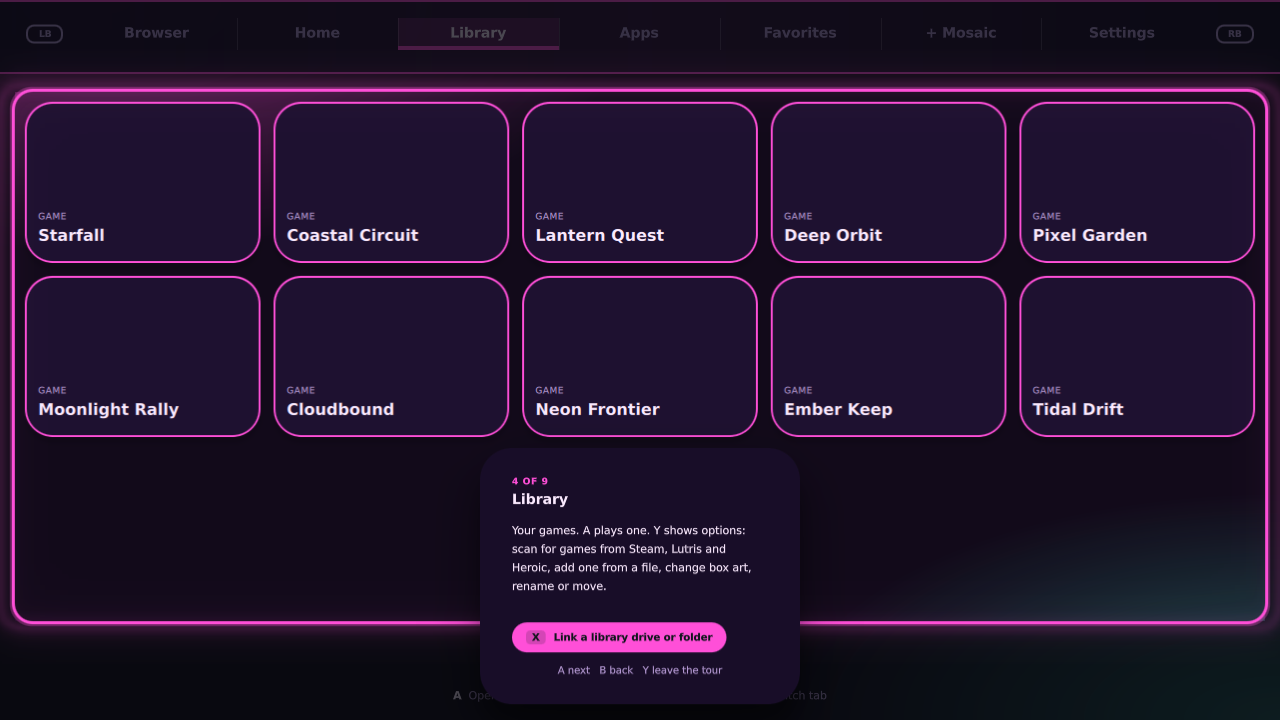 LB
Browser
Home
Library
Apps
Favorites
+ Mosaic
Settings
RB
GAME
Starfall
GAME
Coastal Circuit
GAME
Lantern Quest
GAME
Deep Orbit
GAME
Pixel Garden
GAME
Moonlight Rally
GAME
Cloudbound
GAME
Neon Frontier
GAME
Ember Keep
GAME
Tidal Drift
4 OF 9
Library
Your games. A plays one. Y shows options:
scan for games from Steam, Lutris and
Heroic, add one from a file, change box art,
rename or move.
X Link a library drive or folder
A next B back Y leave the tour
A
tab